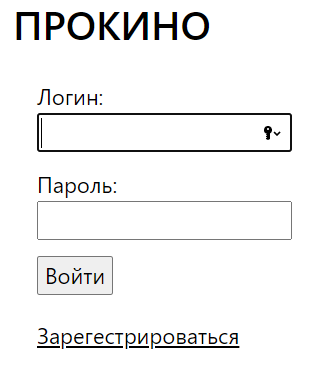 ПРОКИНО
Логин:
Пароль:
Войти
Зарегестрироваться